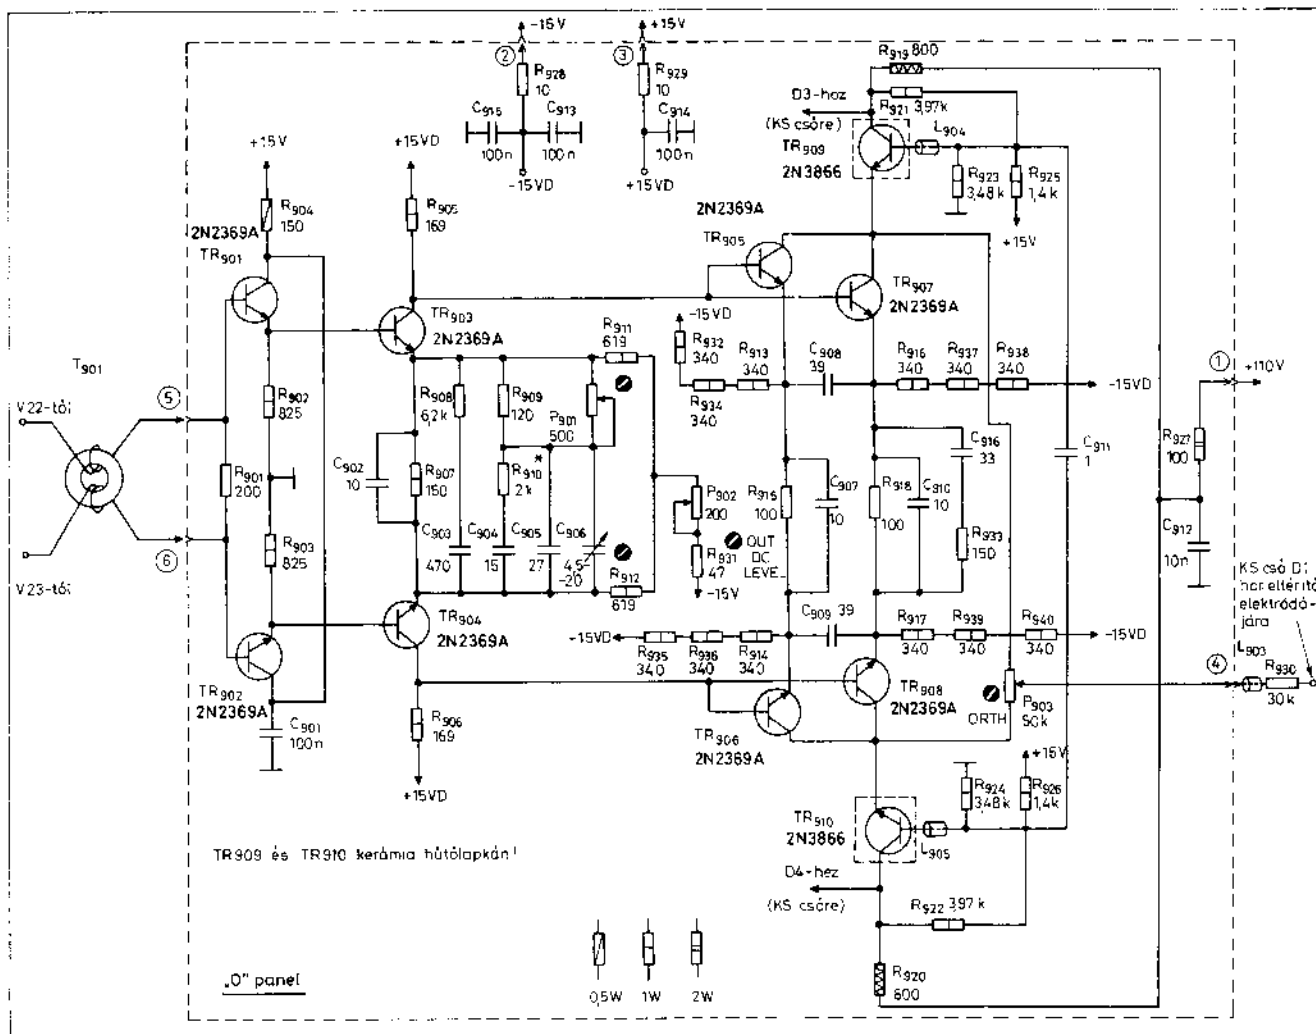 -15V
+15V
2
3
R928
10
R929
10
C915
100n
C913
100n
C914
100n
-15VD
+15VD
R919 800
D3-hoz
(KS csőre)
R921 3,97k
L904
TR909
2N3866
R923
3,48k
R925
1,4k
+15V
+15V
R904
150
2N2369A
TR901
+15VD
R905
169
TR903
2N2369A
2N2369A
TR905
TR907
2N2369A
T901
V22-től
V23-tól
5
6
R901
200
R902
825
R903
825
TR902
2N2369A
C901
100n
C902
10
R907
150
R908
6,2k
R909
120
R910
2k
*
P901
500
R911
619
R912
619
C903
470
C904
15
C905
27
C906
4,5-20
P902
200
R931
47
-15V
OUT
DC
LEVEL
-15VD
R932
340
R934
340
R913
340
C908
39
R916
340
R937
340
R938
340
-15VD
R915
100
C907
10
R918
100
C910
10
C916
33
R933
150
C911
1
1
+110V
R927
100
C912
10n
KS cső D1
elektródá-
jára
L903
R930
30k
4
TR904
2N2369A
R906
169
+15VD
-15VD
R935
340
R936
340
R914
340
C909 39
R917
340
R939
340
R940
340
-15VD
TR906
2N2369A
TR908
2N2369A
ORTH
P903
50k
+15V
R924
3,48k
R926
1,4k
TR910
2N3866
L905
D4-hez
(KS csőre)
R922 3,97k
R920
800
TR909 és TR910 kerámia hűtőlapkán!
0,5W
1W
2W
„D" panel